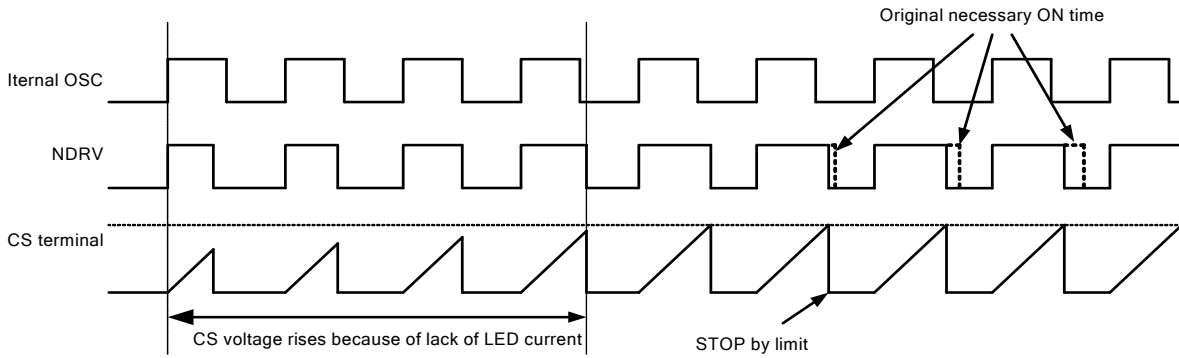 Original necessary ON time
Iternal OSC
NDRV
CS terminal
CS voltage rises because of lack of LED current
STOP by limit